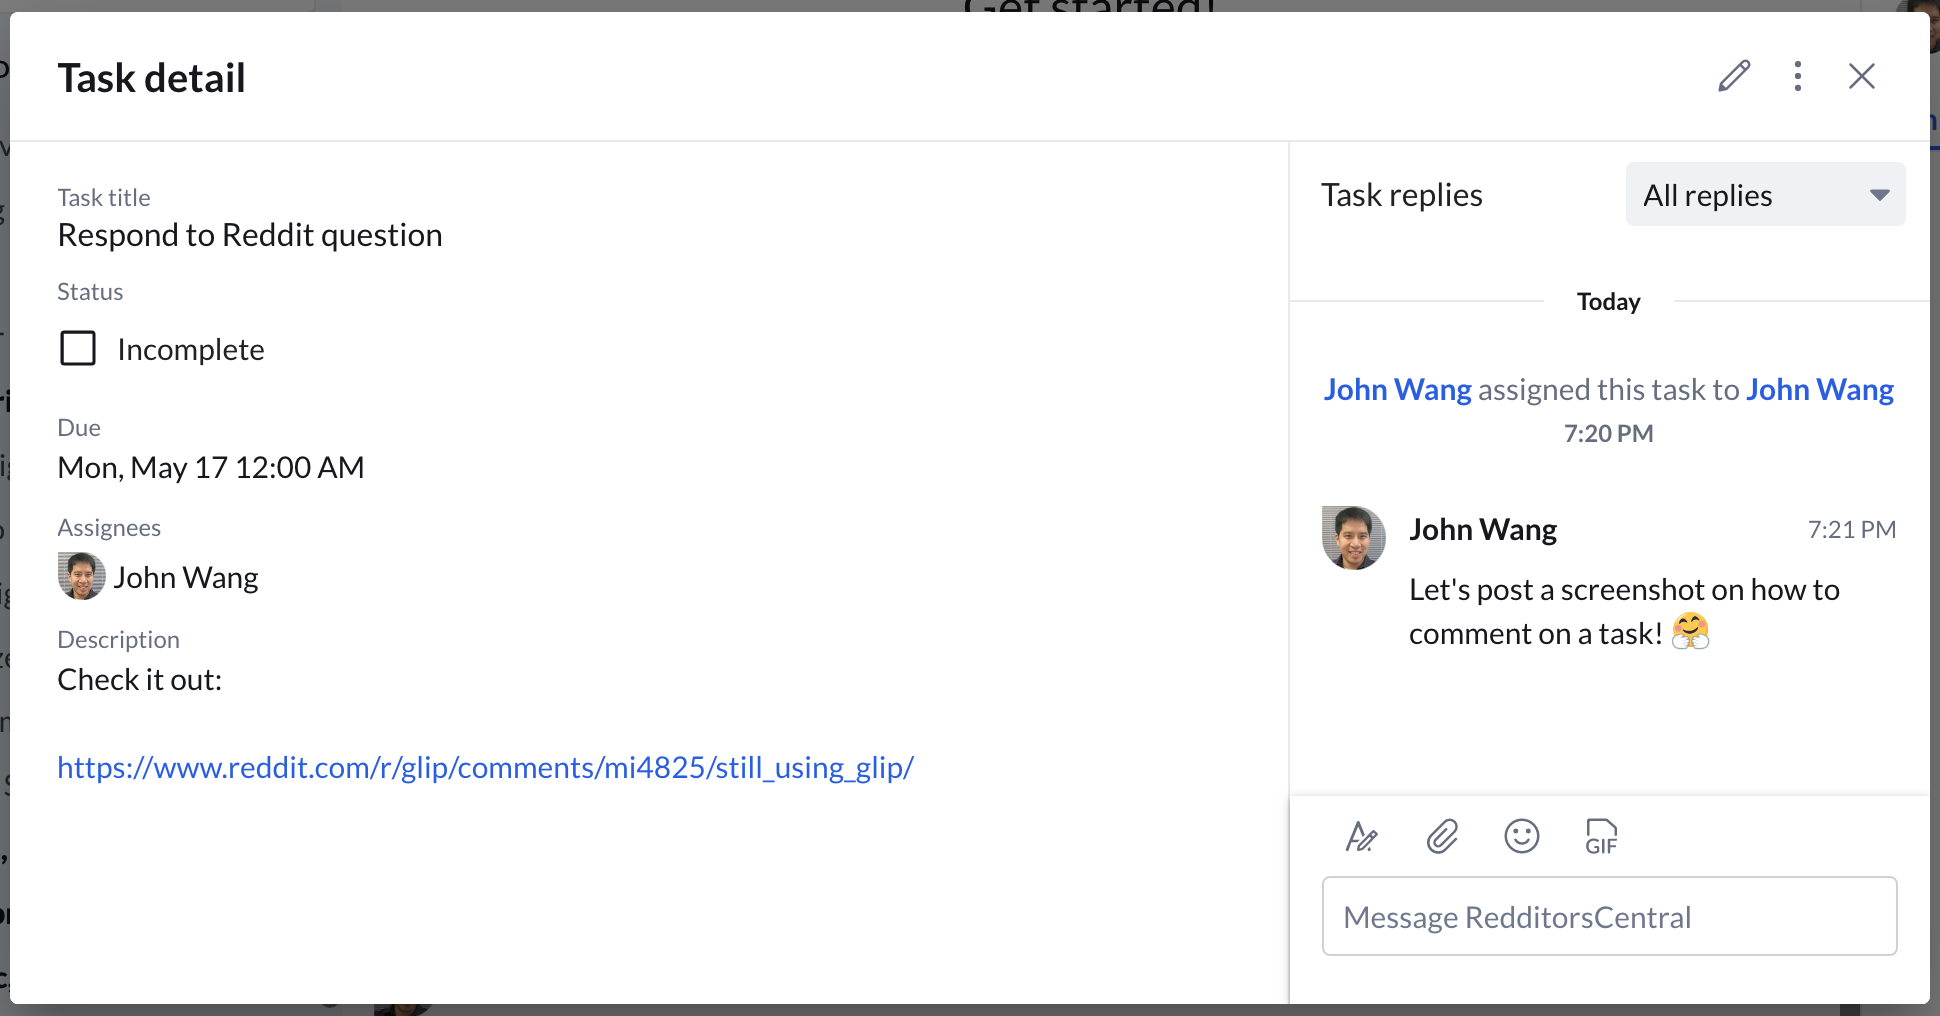 Get started!
Task detail
Task title
Respond to Reddit question
Status
Incomplete
Due
Mon, May 17 12:00 AM
Assignees
John Wang
Description
Check it out:
https://www.reddit.com/r/glip/comments/mi4825/still_using_glip/
Task replies
All replies
Today
John Wang assigned this task to John Wang
7:20 PM
John Wang
7:21 PM
Let's post a screenshot on how to
comment on a task! 🤗
GIF
Message RedditorsCentral